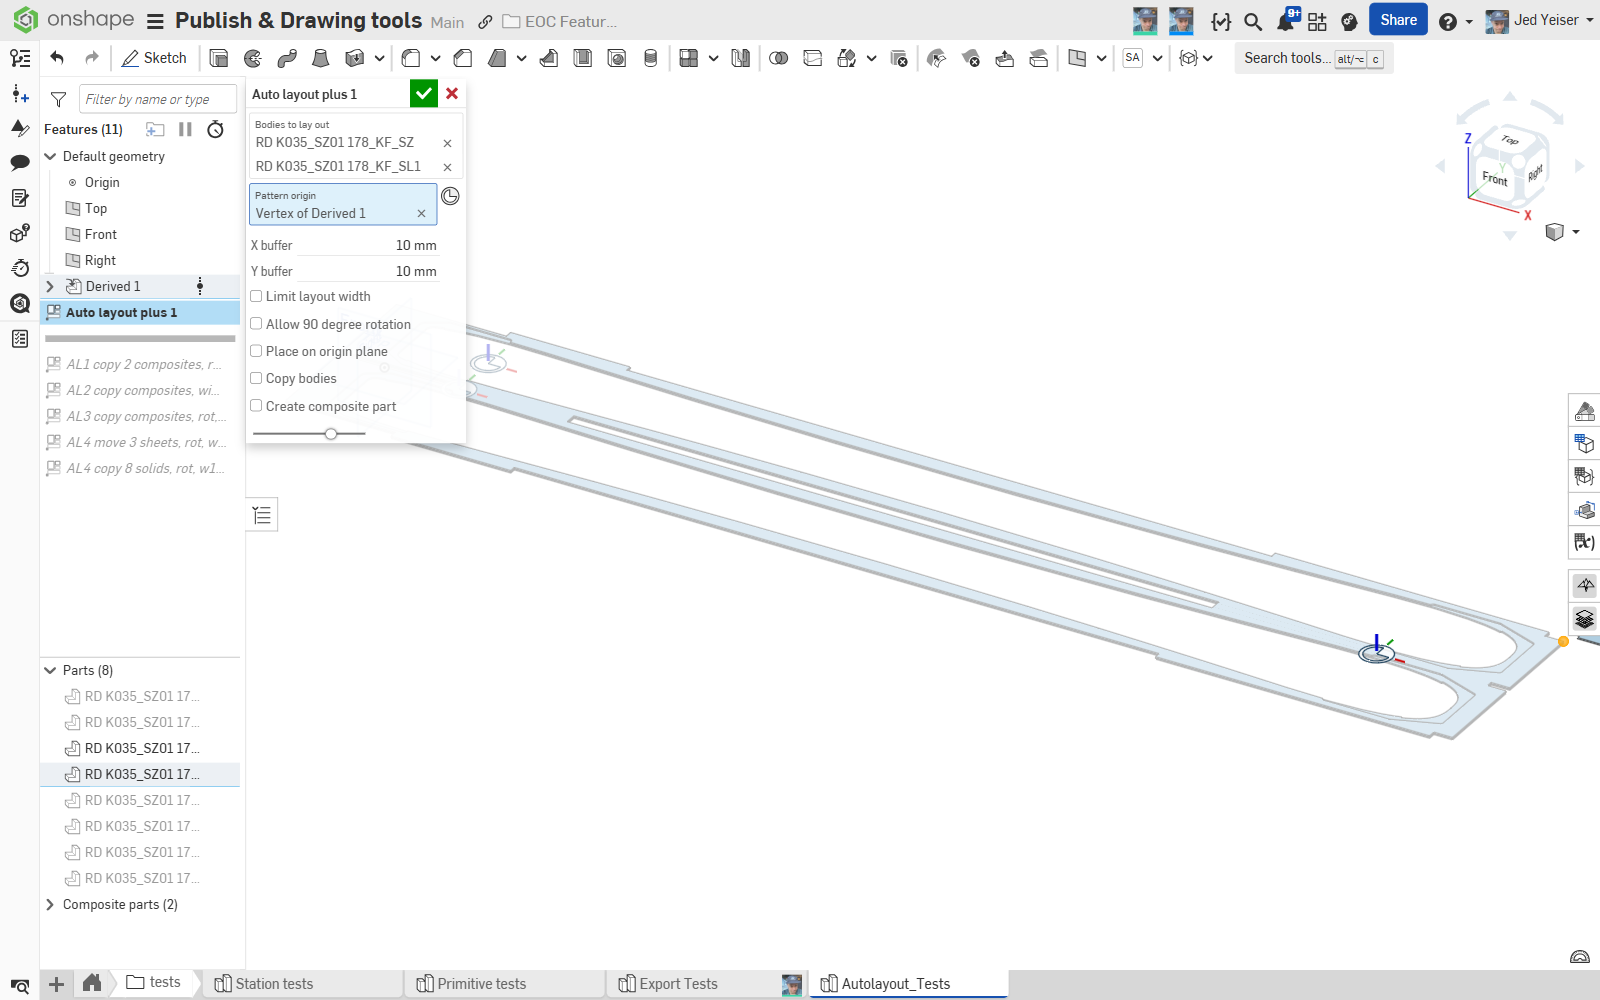 onshape Publish & Drawing tools Main EOC Featur... 9+ Share Jed Yeiser
Sketch SA Search tools... alt/⌥ c
Filter by name or type
Features (11)
Default geometry
Origin
Top
Front
Right
Derived 1
Auto layout plus 1
AL1 copy 2 composites, r...
AL2 copy composites, wi...
AL3 copy composites, rot,...
AL4 move 3 sheets, rot, w...
AL4 copy 8 solids, rot, w1...
Parts (8)
RD K035_SZ01 17...
RD K035_SZ01 17...
RD K035_SZ01 17...
RD K035_SZ01 17...
RD K035_SZ01 17...
RD K035_SZ01 17...
RD K035_SZ01 17...
RD K035_SZ01 17...
Composite parts (2)
Auto layout plus 1
Bodies to lay out
RD K035_SZ01 178_KF_SZ
RD K035_SZ01 178_KF_SL1
Pattern origin
Vertex of Derived 1
X buffer 10 mm
Y buffer 10 mm
Limit layout width
Allow 90 degree rotation
Place on origin plane
Copy bodies
Create composite part
Z
Top
Y
Front
Right
X
tests Station tests Primitive tests Export Tests Autolayout_Tests